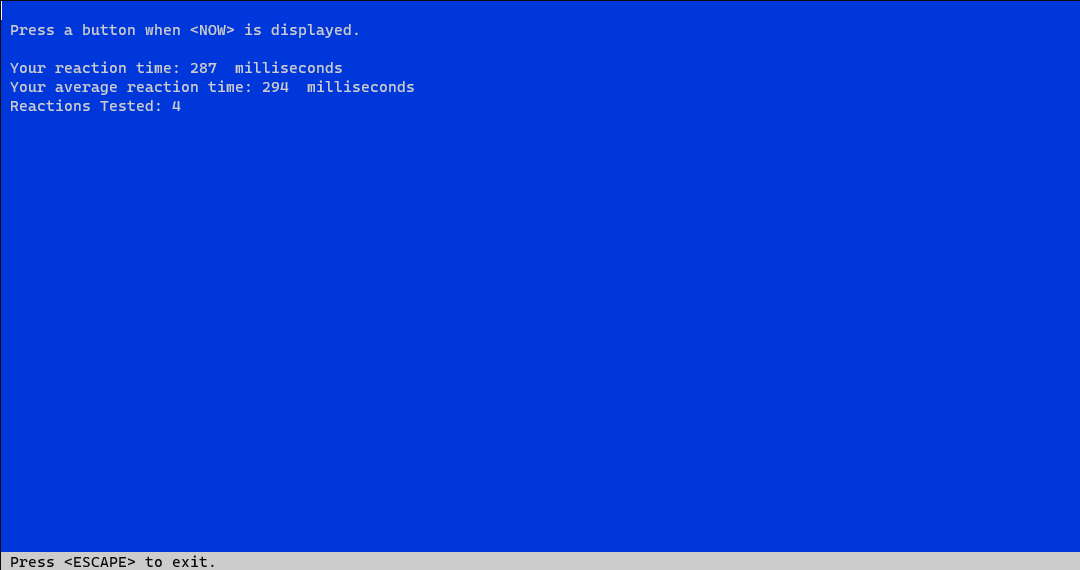 Press a button when <NOW> is displayed.
Your reaction time: 287  milliseconds
Your average reaction time: 294  milliseconds
Reactions Tested: 4
Press <ESCAPE> to exit.